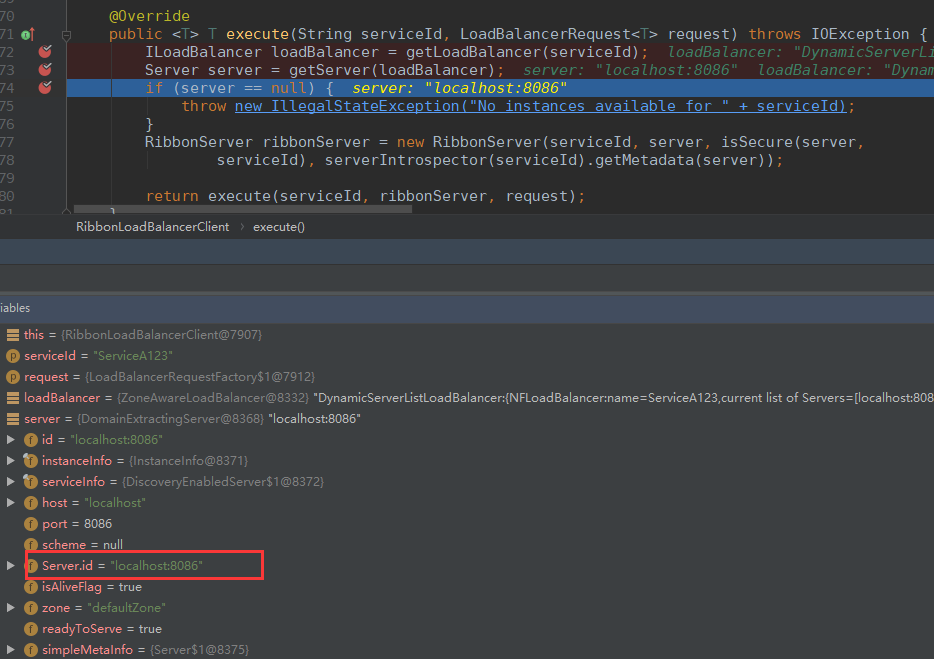 70 @Override
71 public <T> T execute(String serviceId, LoadBalancerRequest<T> request) throws IOException {
72 ILoadBalancer loadBalancer = getLoadBalancer(serviceId); loadBalancer: "DynamicServerLi
73 Server server = getServer(loadBalancer); server: "localhost:8086" loadBalancer: "Dynam
74 if (server == null) { server: "localhost:8086"
75 throw new IllegalStateException("No instances available for " + serviceId);
76 }
77 RibbonServer ribbonServer = new RibbonServer(serviceId, server, isSecure(server,
78 serviceId), serverIntrospector(serviceId).getMetadata(server));
79
80 return execute(serviceId, ribbonServer, request);
81 }
RibbonLoadBalancerClient › execute()
iables
this = {RibbonLoadBalancerClient@7907}
p serviceId = "ServiceA123"
p request = {LoadBalancerRequestFactory$1@7912}
loadBalancer = {ZoneAwareLoadBalancer@8332} "DynamicServerListLoadBalancer:{NFLoadBalancer:name=ServiceA123,current list of Servers=[localhost:808
server = {DomainExtractingServer@8368} "localhost:8086"
f id = "localhost:8086"
f instanceInfo = {InstanceInfo@8371}
f serviceInfo = {DiscoveryEnabledServer$1@8372}
f host = "localhost"
f port = 8086
f scheme = null
f Server.id = "localhost:8086"
f isAliveFlag = true
f zone = "defaultZone"
f readyToServe = true
f simpleMetaInfo = {Server$1@8375}